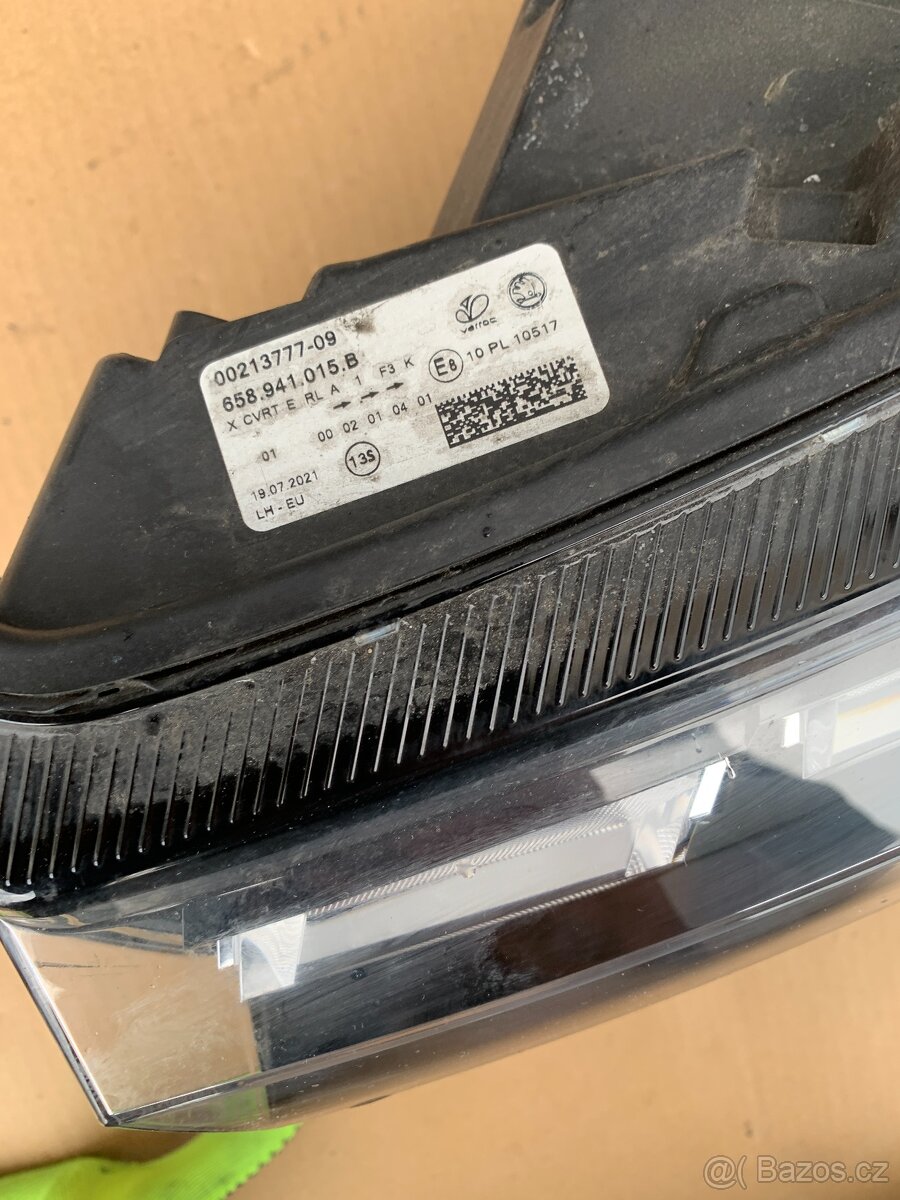 00213777-09
658.941.015.B
X CVRT E RL A 1 F3 K
01 00 02 01 04 01
19.07.2021
LH - EU
13S
varroc
E8 10 PL 10517
@ Bazos.cz